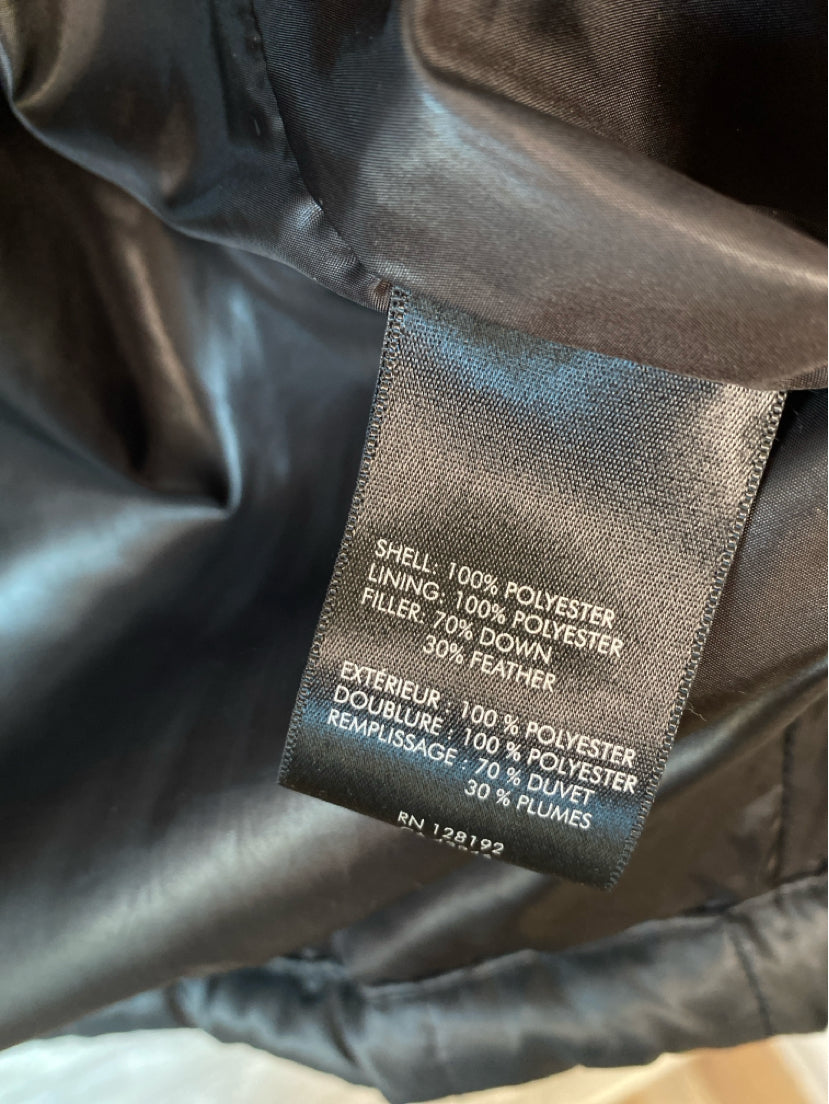 SHELL: 100% POLYESTER
LINING: 100% POLYESTER
FILLER: 70% DOWN
30% FEATHER
EXTÉRIEUR : 100 % POLYESTER
DOUBLURE : 100 % POLYESTER
REMPLISSAGE : 70 % DUVET
30 % PLUMES
RN 128192